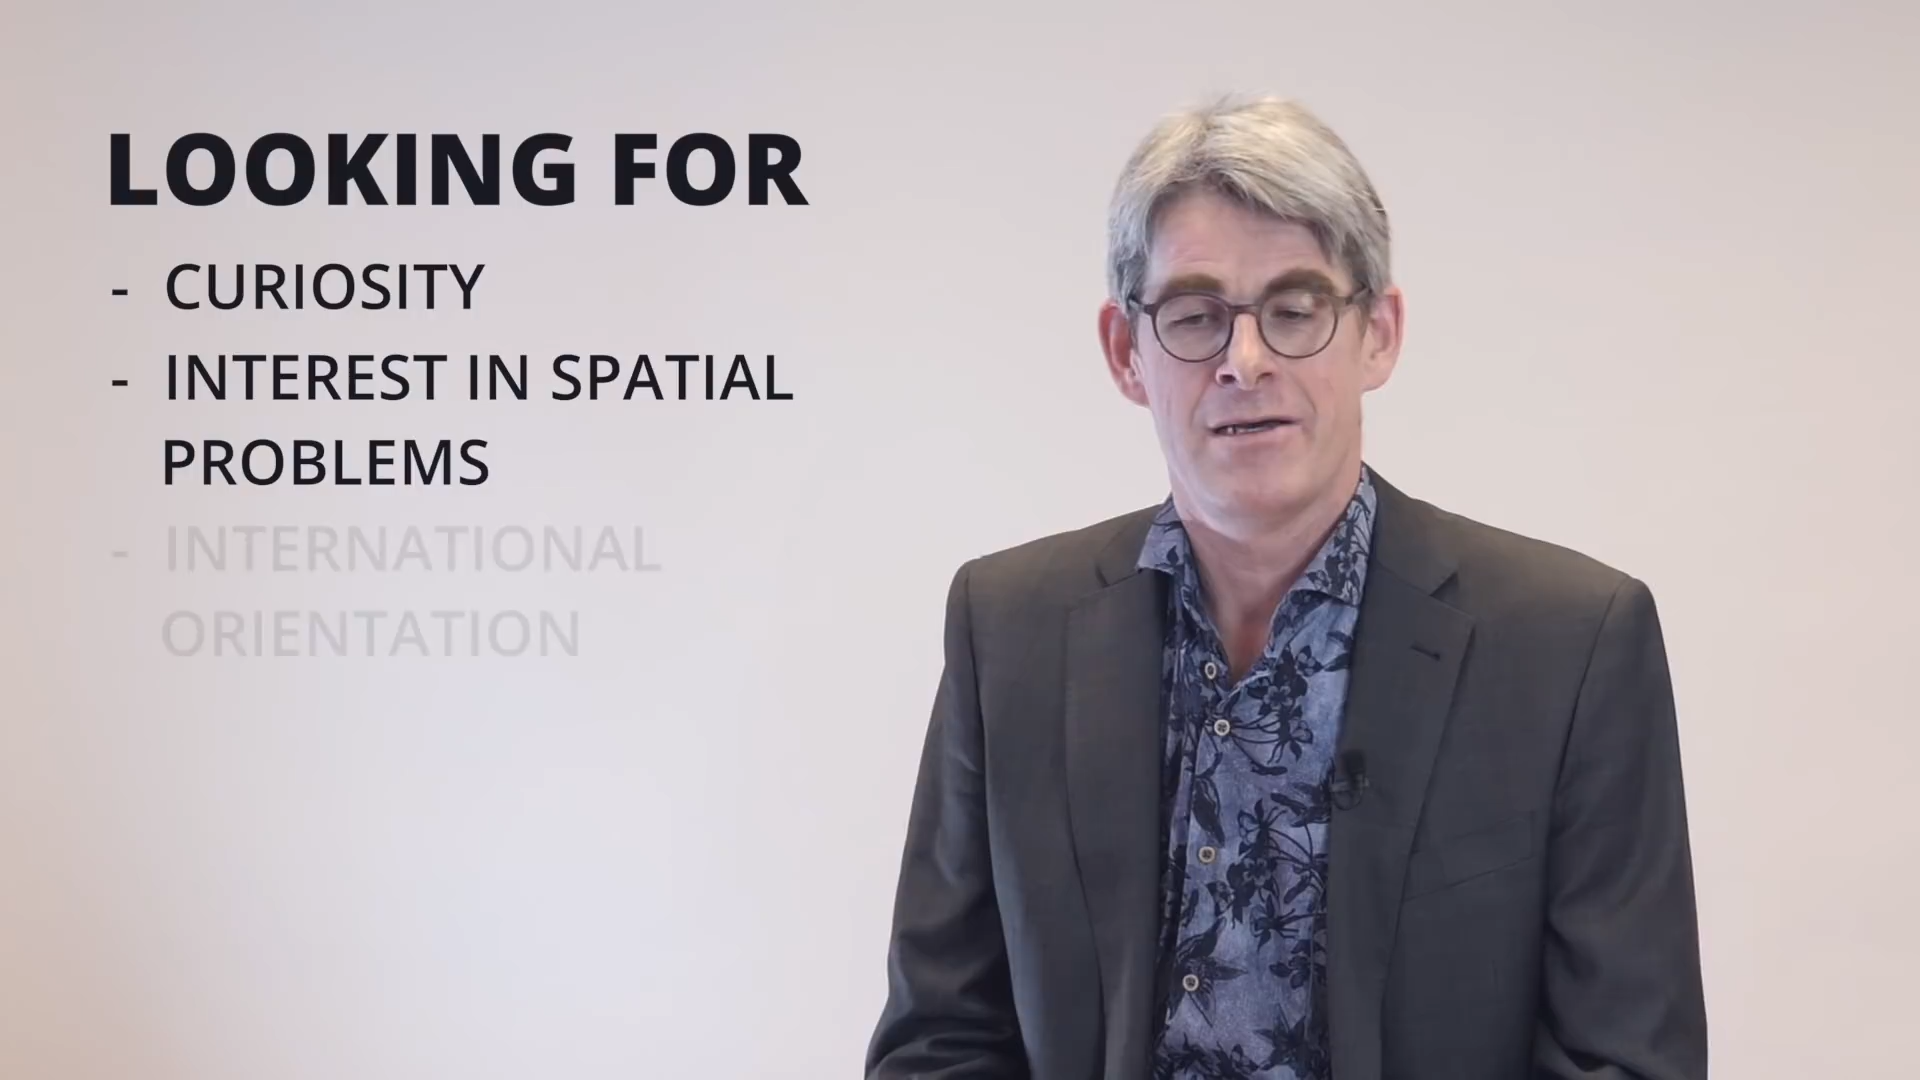 LOOKING FOR
- CURIOSITY
- INTEREST IN SPATIAL
PROBLEMS
- INTERNATIONAL
ORIENTATION